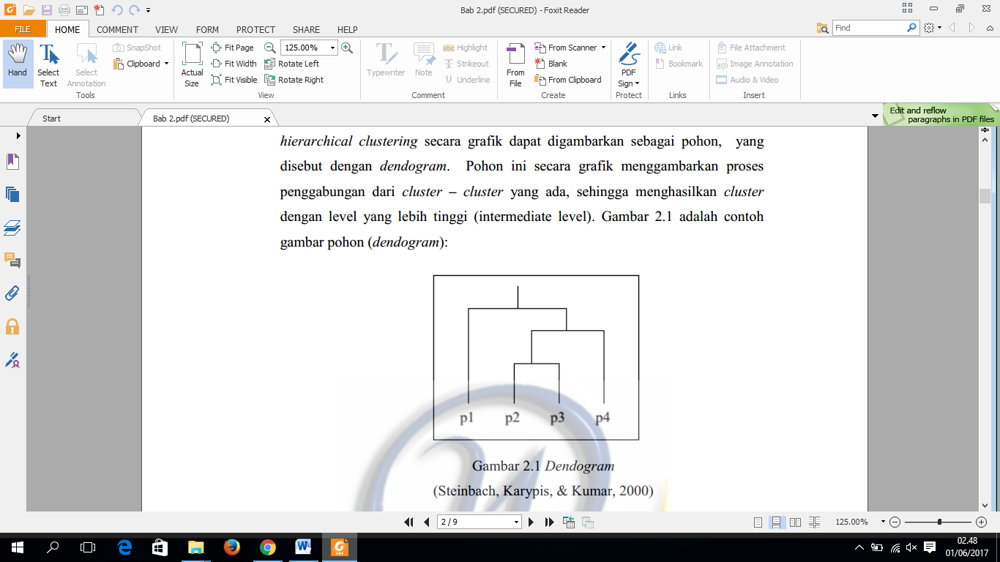 Bab 2.pdf (SECURED) - Foxit Reader
FILE HOME COMMENT VIEW FORM PROTECT SHARE HELP Find
Hand
Select Text
Select Annotation
SnapShot
Clipboard
Tools
Actual Size
Fit Page
Fit Width
Fit Visible
125.00%
Rotate Left
Rotate Right
View
Typewriter
Note
Highlight
Strikeout
Underline
Comment
From File
From Scanner
Blank
From Clipboard
Create
PDF Sign
Protect
Link
Bookmark
Links
File Attachment
Image Annotation
Audio & Video
Insert
Start
Bab 2.pdf (SECURED)
Edit and reflow
paragraphs in PDF files
hierarchical clustering secara grafik dapat digambarkan sebagai pohon, yang
disebut dengan dendogram. Pohon ini secara grafik menggambarkan proses
penggabungan dari cluster – cluster yang ada, sehingga menghasilkan cluster
dengan level yang lebih tinggi (intermediate level). Gambar 2.1 adalah contoh
gambar pohon (dendogram):
p1 p2 p3 p4
Gambar 2.1 Dendogram
(Steinbach, Karypis, & Kumar, 2000)
2 / 9
125.00%
02.48
01/06/2017